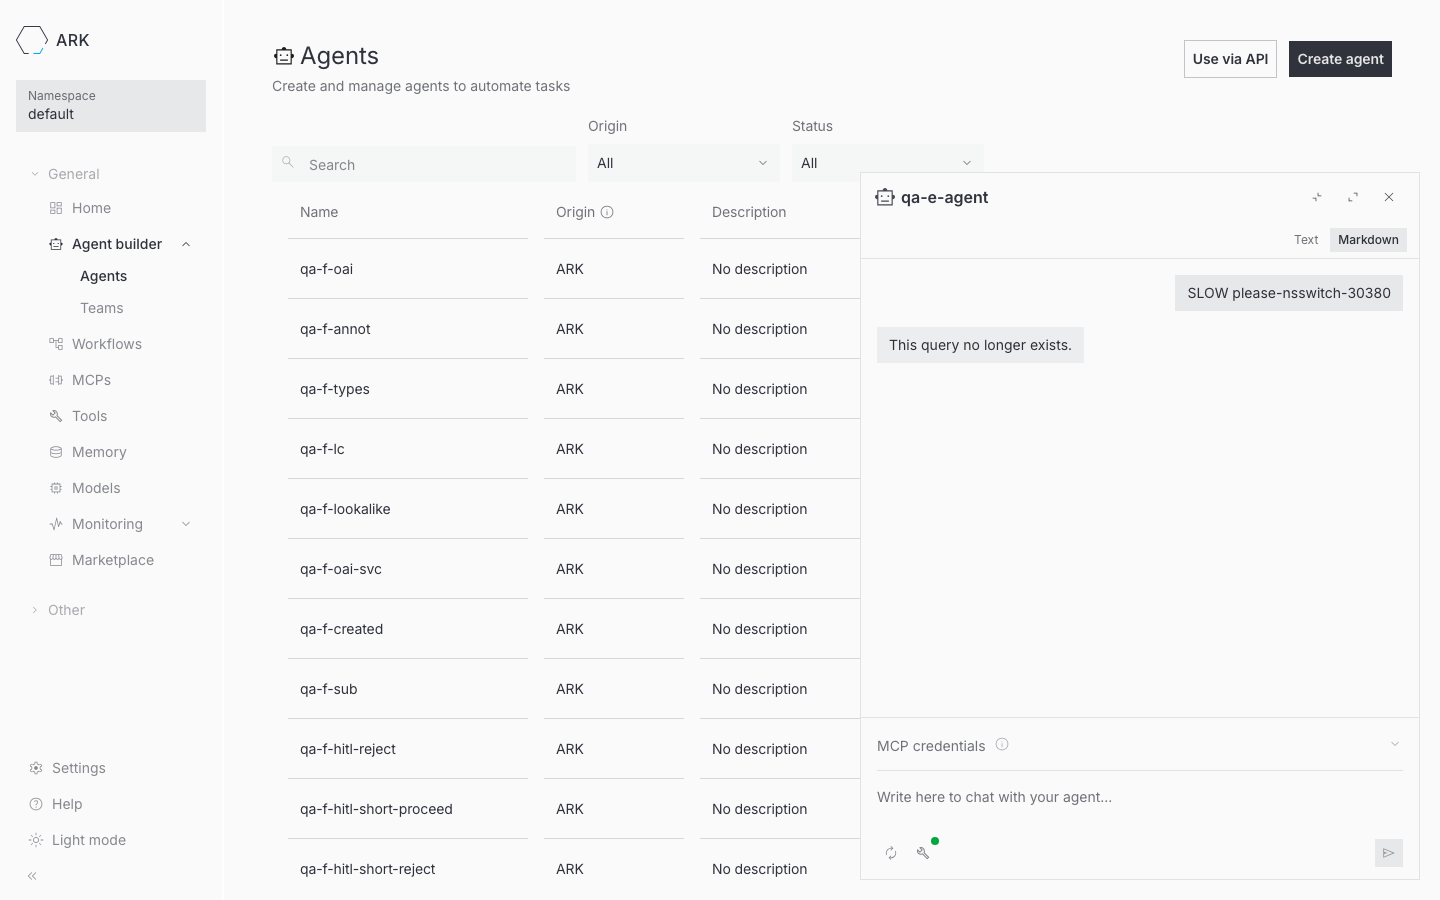 ARK
Namespace
default
General
Home
Agent builder
Agents
Teams
Workflows
MCPs
Tools
Memory
Models
Monitoring
Marketplace
Other
Settings
Help
Light mode
Agents
Create and manage agents to automate tasks
Use via API
Create agent
Origin
Status
Search
All
All
Name Origin Description
qa-f-oai ARK No description
qa-f-annot ARK No description
qa-f-types ARK No description
qa-f-lc ARK No description
qa-f-lookalike ARK No description
qa-f-oai-svc ARK No description
qa-f-created ARK No description
qa-f-sub ARK No description
qa-f-hitl-reject ARK No description
qa-f-hitl-short-proceed ARK No description
qa-f-hitl-short-reject ARK No description
qa-e-agent
Text Markdown
SLOW please-nsswitch-30380
This query no longer exists.
MCP credentials
Write here to chat with your agent...